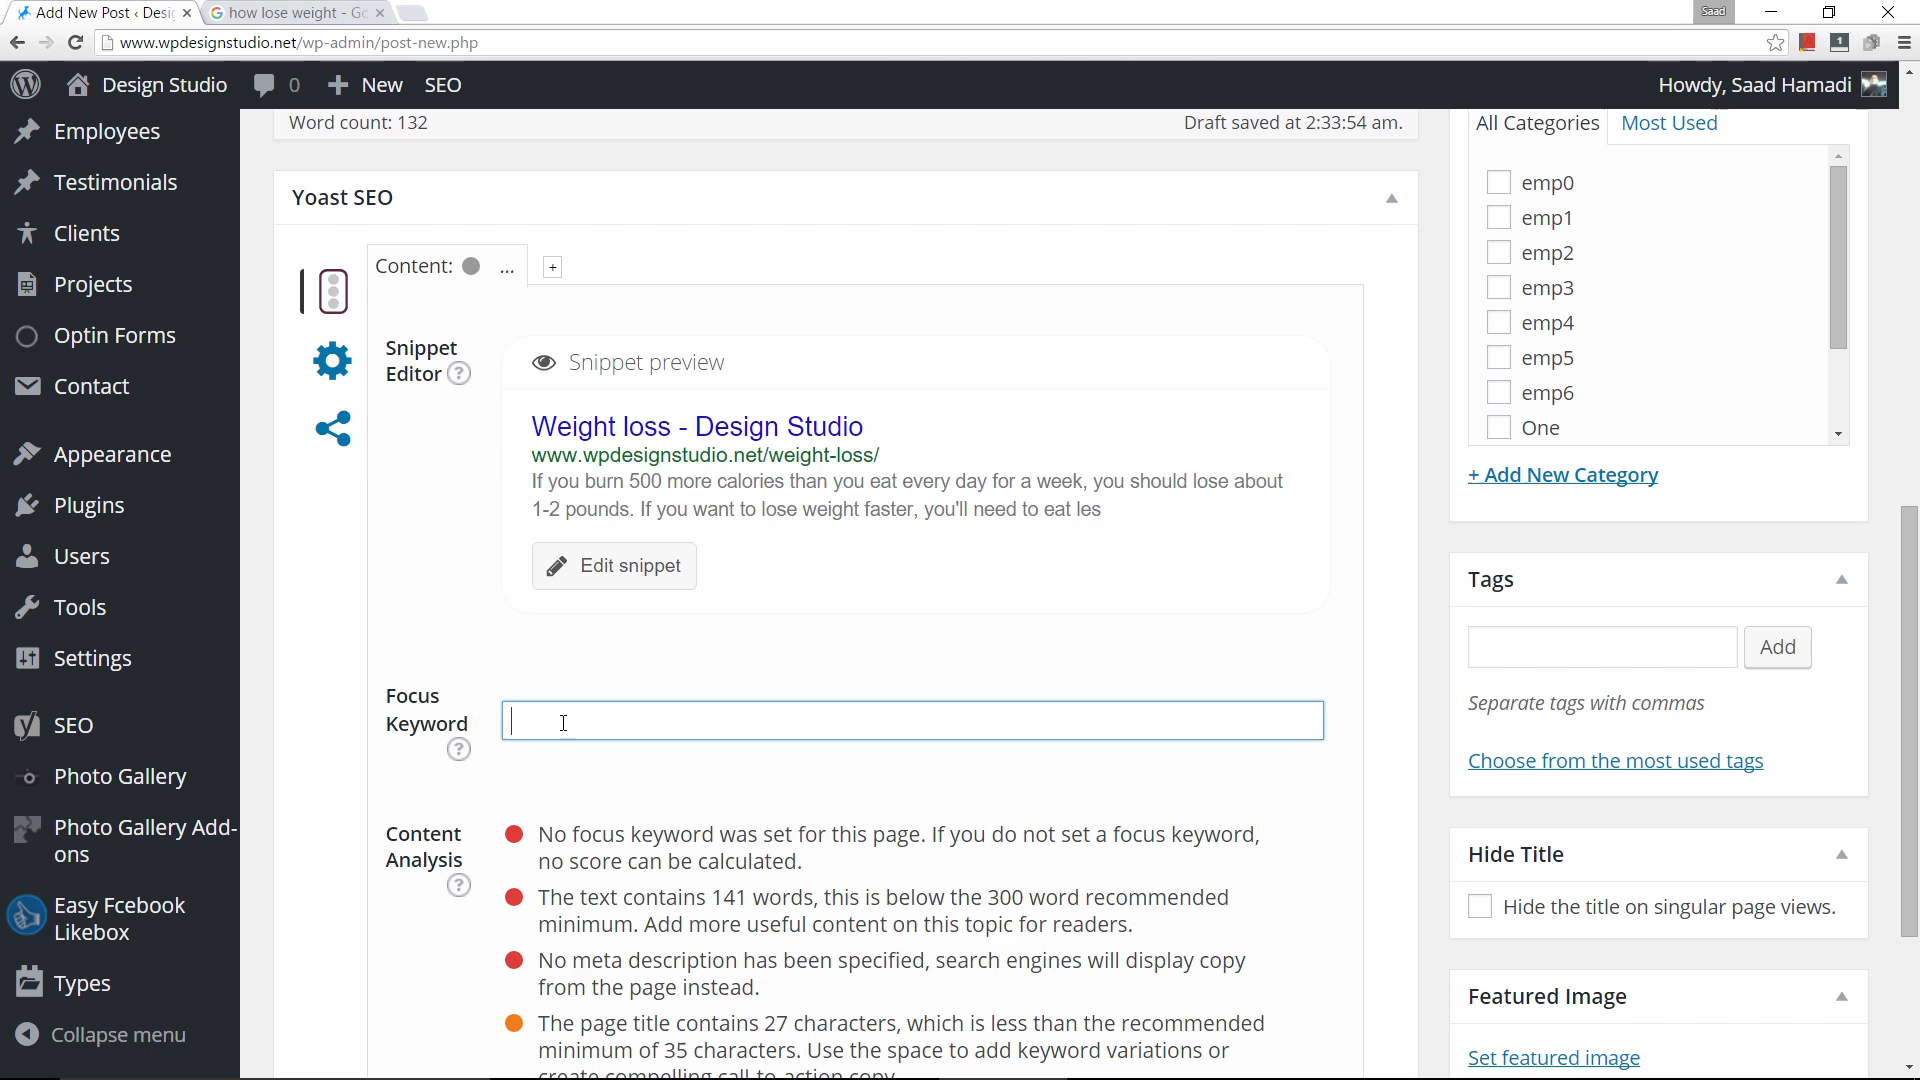 Add New Post ‹ Desi
how lose weight - Go
Saad
www.wpdesignstudio.net/wp-admin/post-new.php
1
Design Studio
0
New
SEO
Howdy, Saad Hamadi
Employees
Testimonials
Clients
Projects
Optin Forms
Contact
Appearance
Plugins
Users
Tools
Settings
SEO
Photo Gallery
Photo Gallery Add-
ons
Easy Fcebook
Likebox
Types
Collapse menu
Word count: 132
Draft saved at 2:33:54 am.
Yoast SEO
Content: ...
+
Snippet
Editor ?
Snippet preview
Weight loss - Design Studio
www.wpdesignstudio.net/weight-loss/
If you burn 500 more calories than you eat every day for a week, you should lose about
1-2 pounds. If you want to lose weight faster, you'll need to eat les
Edit snippet
Focus
Keyword
?
Content
Analysis
?
No focus keyword was set for this page. If you do not set a focus keyword,
no score can be calculated.
The text contains 141 words, this is below the 300 word recommended
minimum. Add more useful content on this topic for readers.
No meta description has been specified, search engines will display copy
from the page instead.
The page title contains 27 characters, which is less than the recommended
minimum of 35 characters. Use the space to add keyword variations or
create compelling call-to-action copy.
All Categories
Most Used
emp0
emp1
emp2
emp3
emp4
emp5
emp6
One
+ Add New Category
Tags
Add
Separate tags with commas
Choose from the most used tags
Hide Title
Hide the title on singular page views.
Featured Image
Set featured image